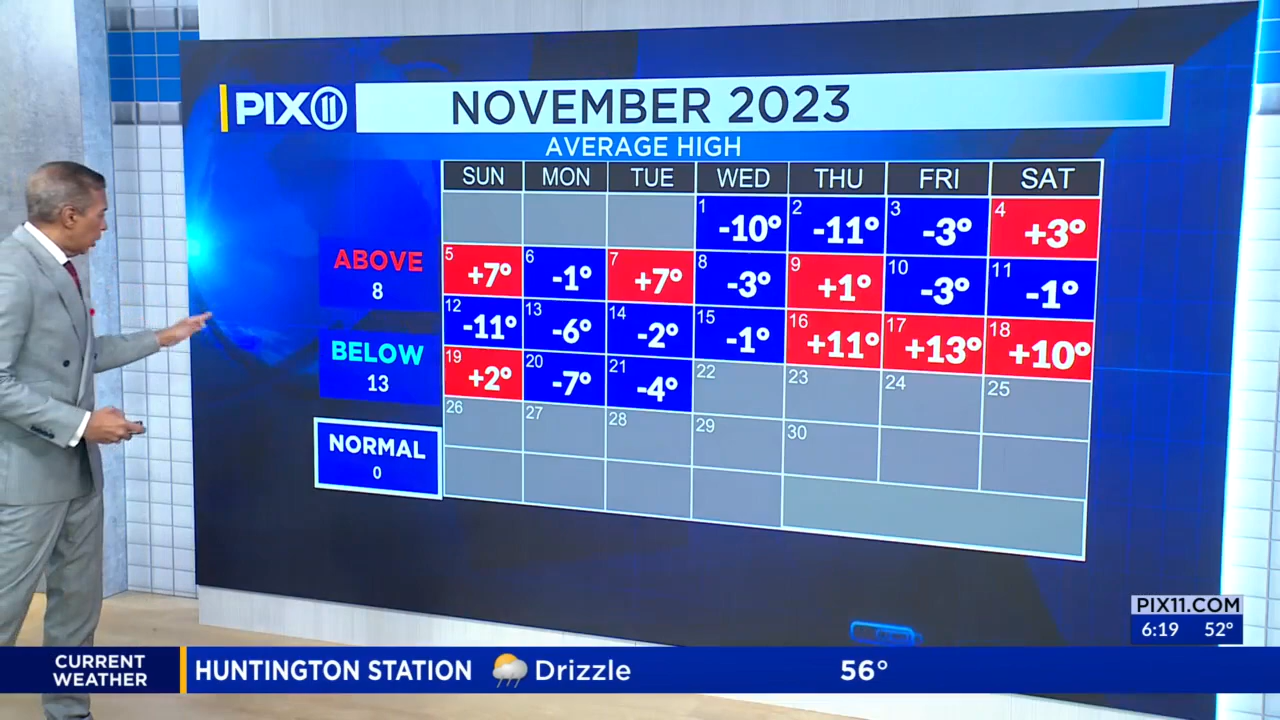 PIX11
NOVEMBER 2023
AVERAGE HIGH
SUN MON TUE WED THU FRI SAT
1 -10° 2 -11° 3 -3° 4 +3°
5 +7° 6 -1° 7 +7° 8 -3° 9 +1° 10 -3° 11 -1°
12 -11° 13 -6° 14 -2° 15 -1° 16 +11° 17 +13° 18 +10°
19 +2° 20 -7° 21 -4° 22 23 24 25
26 27 28 29 30
ABOVE
8
BELOW
13
NORMAL
0
PIX11.COM
6:19 52°
CURRENT
WEATHER
HUNTINGTON STATION Drizzle 56°